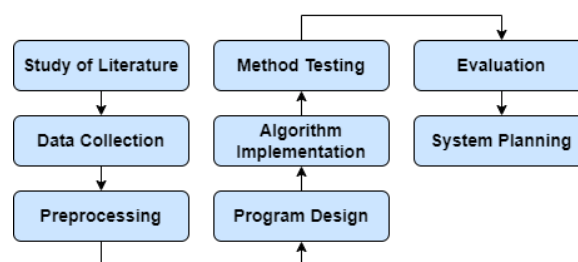 Study of Literature
Data Collection
Preprocessing
Program Design
Algorithm
Implementation
Method Testing
Evaluation
System Planning